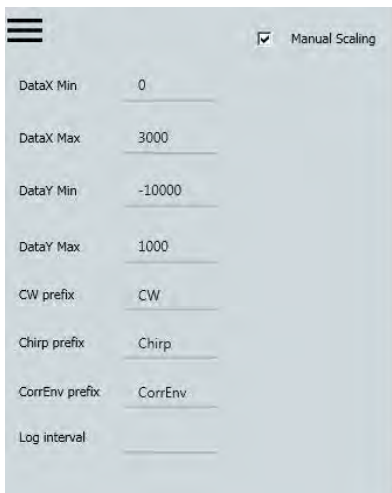 Manual Scaling
DataX Min 0
DataX Max 3000
DataY Min -10000
DataY Max 1000
CW prefix CW
Chirp prefix Chirp
CorrEnv prefix CorrEnv
Log interval